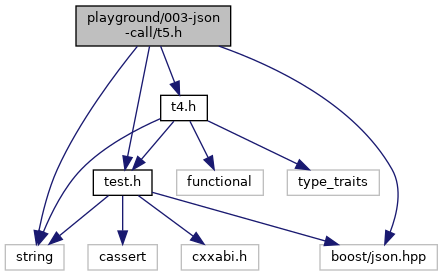 playground/003-json
-call/t5.h
t4.h
test.h
functional
type_traits
string
cassert
cxxabi.h
boost/json.hpp